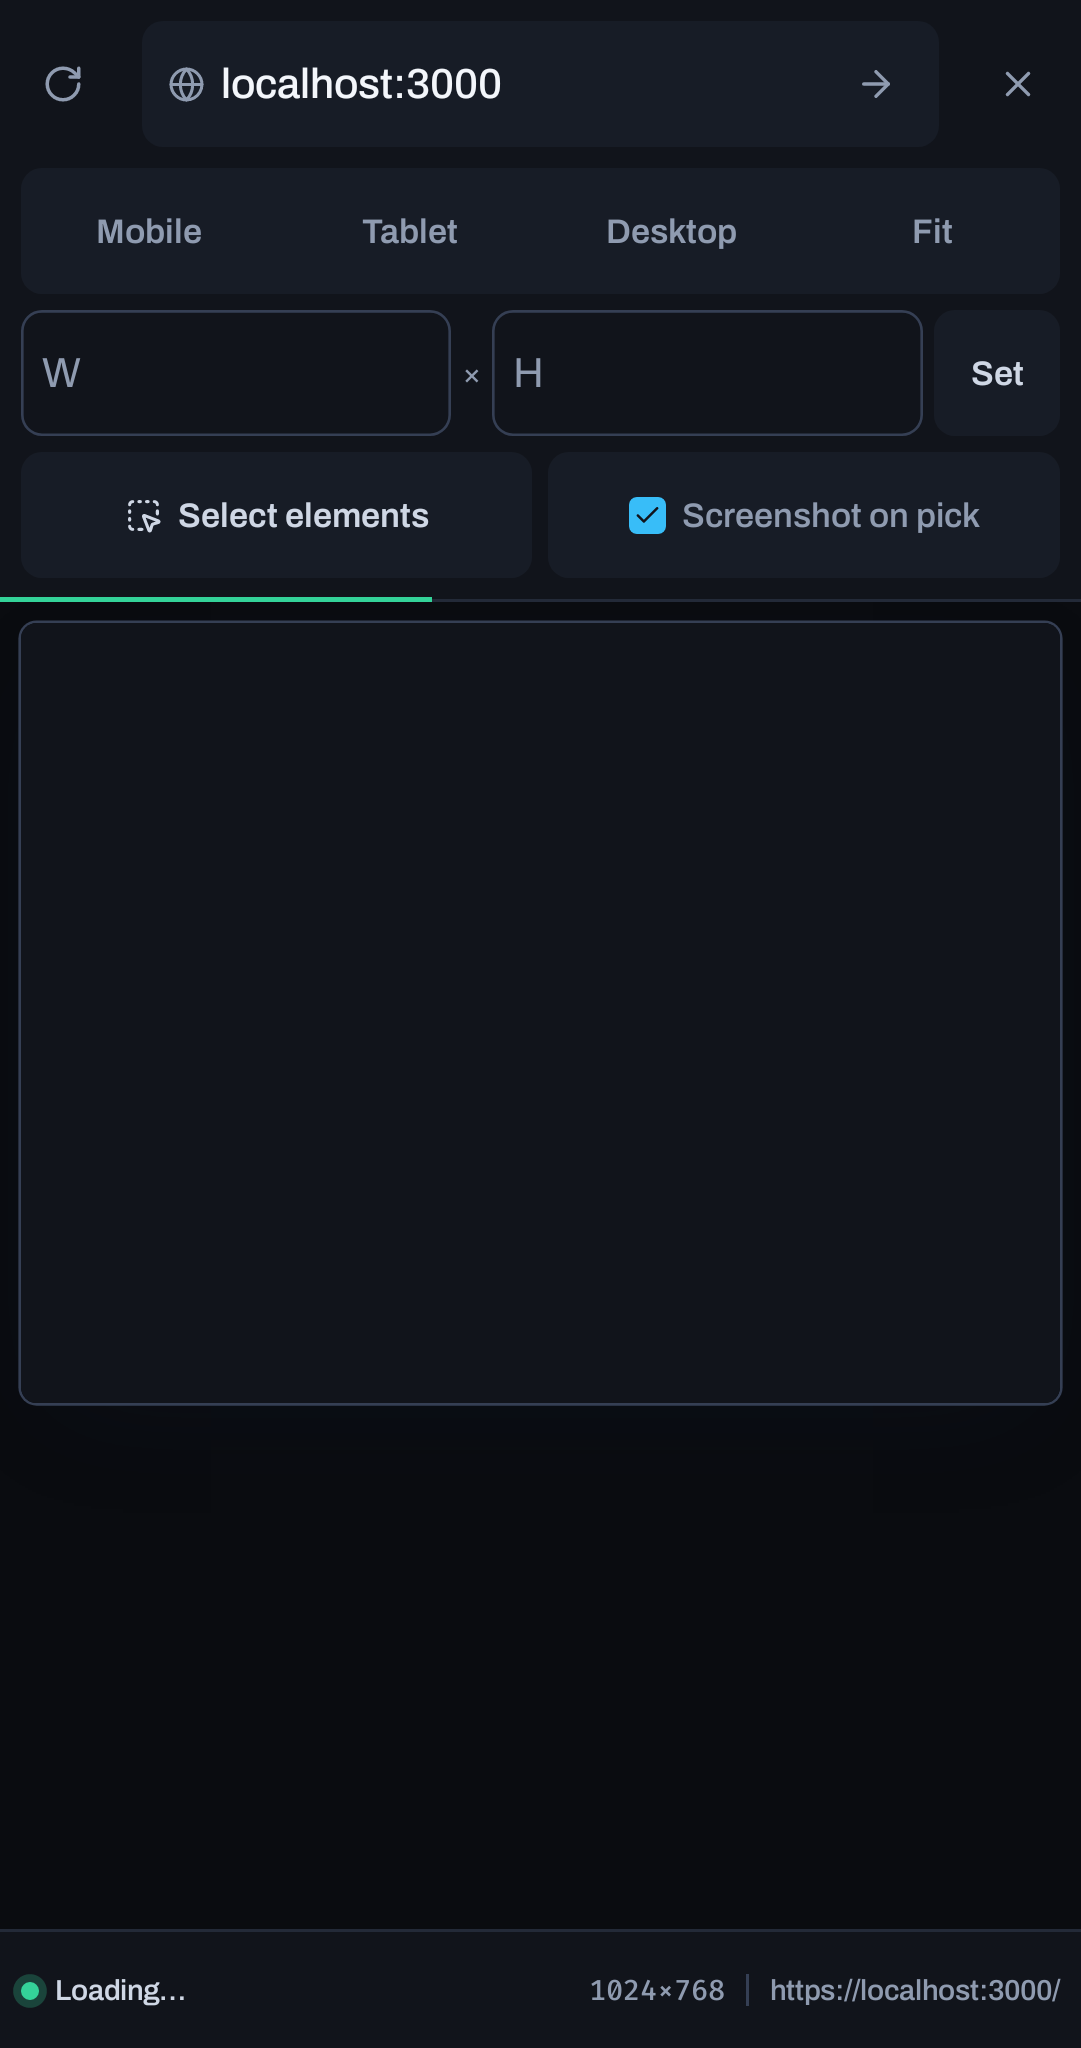 localhost:3000
Mobile Tablet Desktop Fit
W × H Set
Select elements Screenshot on pick
Loading... 1024×768 https://localhost:3000/